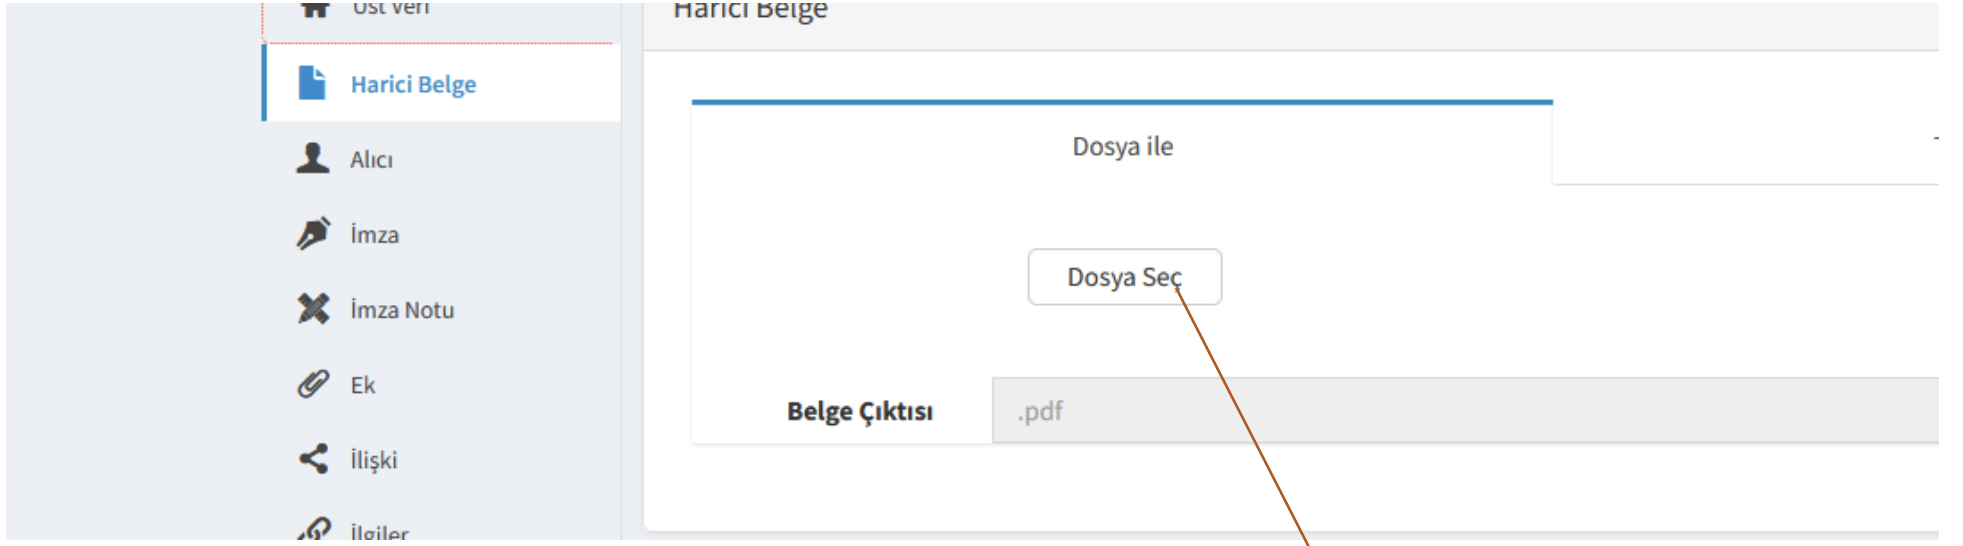 Üst Veri
Harici Belge
Alıcı
İmza
İmza Notu
Ek
İlişki
İlgiler
Harici Belge
Dosya ile
Dosya Seç
Belge Çıktısı
.pdf